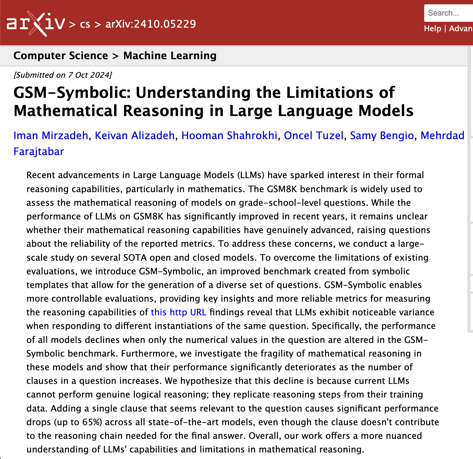 arXiv > cs > arXiv:2410.05229
Search...
Help | Advan
Computer Science > Machine Learning
[Submitted on 7 Oct 2024]
GSM-Symbolic: Understanding the Limitations of
Mathematical Reasoning in Large Language Models
Iman Mirzadeh, Keivan Alizadeh, Hooman Shahrokhi, Oncel Tuzel, Samy Bengio, Mehrdad
Farajtabar
Recent advancements in Large Language Models (LLMs) have sparked interest in their formal
reasoning capabilities, particularly in mathematics. The GSM8K benchmark is widely used to
assess the mathematical reasoning of models on grade-school-level questions. While the
performance of LLMs on GSM8K has significantly improved in recent years, it remains unclear
whether their mathematical reasoning capabilities have genuinely advanced, raising questions
about the reliability of the reported metrics. To address these concerns, we conduct a large-
scale study on several SOTA open and closed models. To overcome the limitations of existing
evaluations, we introduce GSM-Symbolic, an improved benchmark created from symbolic
templates that allow for the generation of a diverse set of questions. GSM-Symbolic enables
more controllable evaluations, providing key insights and more reliable metrics for measuring
the reasoning capabilities of this http URL findings reveal that LLMs exhibit noticeable variance
when responding to different instantiations of the same question. Specifically, the performance
of all models declines when only the numerical values in the question are altered in the GSM-
Symbolic benchmark. Furthermore, we investigate the fragility of mathematical reasoning in
these models and show that their performance significantly deteriorates as the number of
clauses in a question increases. We hypothesize that this decline is because current LLMs
cannot perform genuine logical reasoning; they replicate reasoning steps from their training
data. Adding a single clause that seems relevant to the question causes significant performance
drops (up to 65%) across all state-of-the-art models, even though the clause doesn't contribute
to the reasoning chain needed for the final answer. Overall, our work offers a more nuanced
understanding of LLMs' capabilities and limitations in mathematical reasoning.